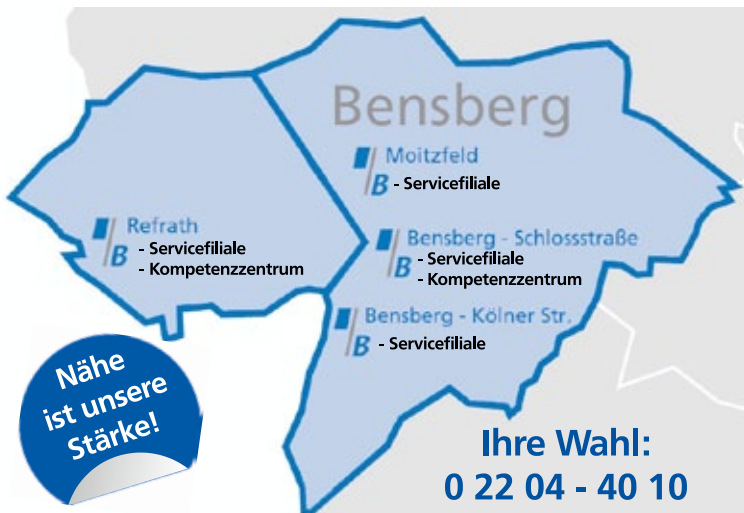 Bensberg
Moitzfeld
B - Servicefiliale
Refrath
B - Servicefiliale
- Kompetenzzentrum
Bensberg - Schlossstraße
B - Servicefiliale
- Kompetenzzentrum
Bensberg - Kölner Str.
B - Servicefiliale
Nähe
ist unsere
Stärke!
Ihre Wahl:
0 22 04 - 40 10